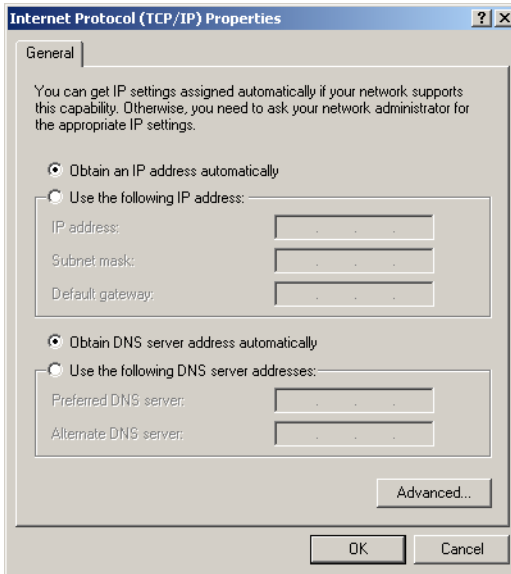 Internet Protocol (TCP/IP) Properties
General
You can get IP settings assigned automatically if your network supports
this capability. Otherwise, you need to ask your network administrator for
the appropriate IP settings.
Obtain an IP address automatically
Use the following IP address:
IP address:
Subnet mask:
Default gateway:
Obtain DNS server address automatically
Use the following DNS server addresses:
Preferred DNS server:
Alternate DNS server:
Advanced...
OK
Cancel